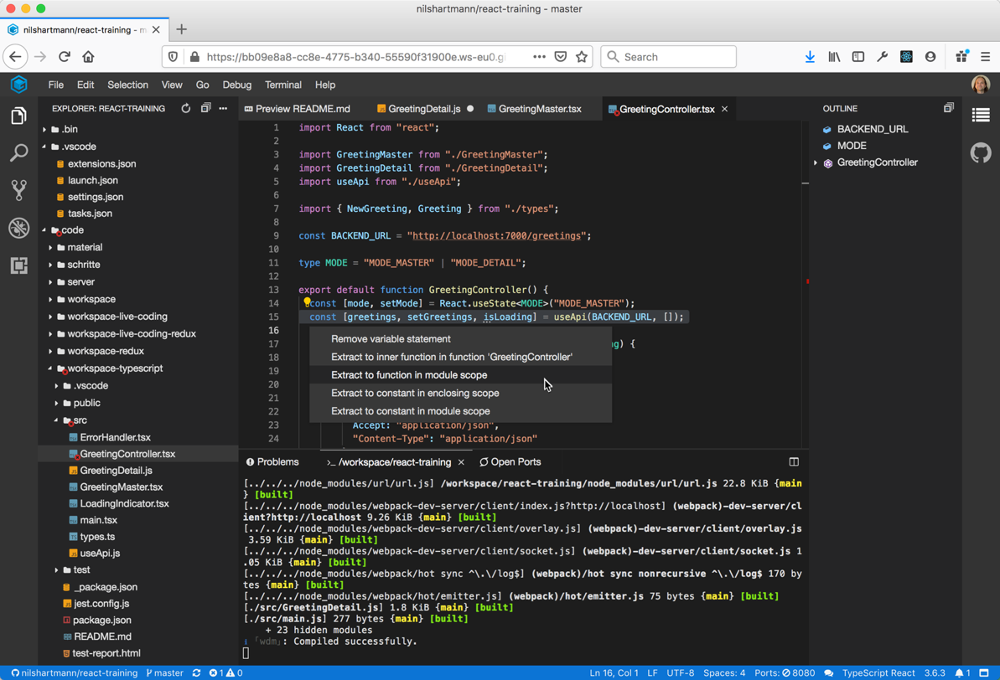 nilshartmann/react-training - master
nilshartmann/react-training - m
https://bb09e8a8-cc8e-4775-b340-55590f31900e.ws-eu0.gi
Search
File Edit Selection View Go Debug Terminal Help
EXPLORER: REACT-TRAINING
.bin
.vscode
extensions.json
launch.json
settings.json
tasks.json
code
material
schritte
server
workspace
workspace-live-coding
workspace-live-coding-redux
workspace-redux
workspace-typescript
.vscode
public
src
ErrorHandler.tsx
GreetingController.tsx
GreetingDetail.js
GreetingMaster.tsx
LoadingIndicator.tsx
main.tsx
types.ts
useApi.js
test
_package.json
jest.config.js
package.json
README.md
test-report.html
Preview README.md GreetingDetail.js GreetingMaster.tsx GreetingController.tsx
1 import React from "react";
2
3 import GreetingMaster from "./GreetingMaster";
4 import GreetingDetail from "./GreetingDetail";
5 import useApi from "./useApi";
6
7 import { NewGreeting, Greeting } from "./types";
8
9 const BACKEND_URL = "http://localhost:7000/greetings";
10
11 type MODE = "MODE_MASTER" | "MODE_DETAIL";
12
13 export default function GreetingController() {
14 const [mode, setMode] = React.useState<MODE>("MODE_MASTER");
15 const [greetings, setGreetings, isLoading] = useApi(BACKEND_URL, []);
16
17 g) {
18
19
20
21
22
23 Accept: "application/json",
24 "Content-Type": "application/json"
Remove variable statement
Extract to inner function in function 'GreetingController'
Extract to function in module scope
Extract to constant in enclosing scope
Extract to constant in module scope
OUTLINE
BACKEND_URL
MODE
GreetingController
Problems >_ /workspace/react-training Open Ports
[../../../node_modules/url/url.js] /workspace/react-training/node_modules/url/url.js 22.8 KiB {main
} [built]
[../../../node_modules/webpack-dev-server/client/index.js?http://localhost] (webpack)-dev-server/cl
ient?http://localhost 9.26 KiB {main} [built]
[../../../node_modules/webpack-dev-server/client/overlay.js] (webpack)-dev-server/client/overlay.js
3.59 KiB {main} [built]
[../../../node_modules/webpack-dev-server/client/socket.js] (webpack)-dev-server/client/socket.js 1
.05 KiB {main} [built]
[../../../node_modules/webpack/hot sync ^\.\/log$] (webpack)/hot sync nonrecursive ^\.\/log$ 170 by
tes {main} [built]
[../../../node_modules/webpack/hot/emitter.js] (webpack)/hot/emitter.js 75 bytes {main} [built]
[./src/GreetingDetail.js] 1.8 KiB {main} [built]
[./src/main.js] 277 bytes {main} [built]
+ 23 hidden modules
ℹ ｢wdm｣: Compiled successfully.
nilshartmann/react-training master 1 0 Ln 16, Col 1 LF UTF-8 Spaces: 4 Ports: 8080 TypeScript React 3.6.3 1